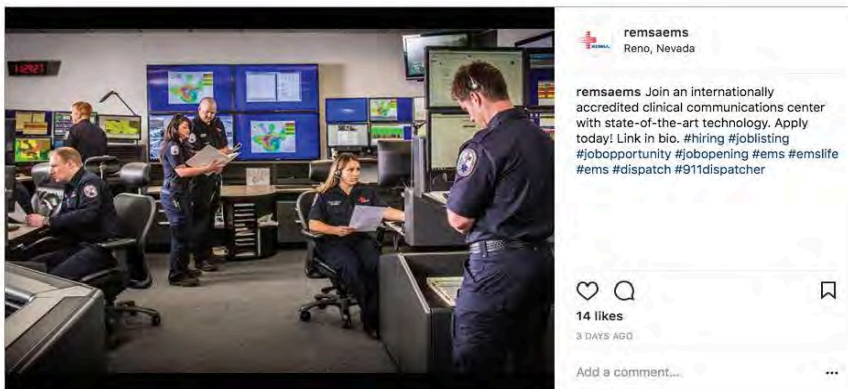 remsaems
Reno, Nevada
remsaems Join an internationally
accredited clinical communications center
with state-of-the-art technology. Apply
today! Link in bio. #hiring #joblisting
#jobopportunity #jobopening #ems #emslife
#ems #dispatch #911dispatcher
14 likes
3 DAYS AGO
Add a comment...